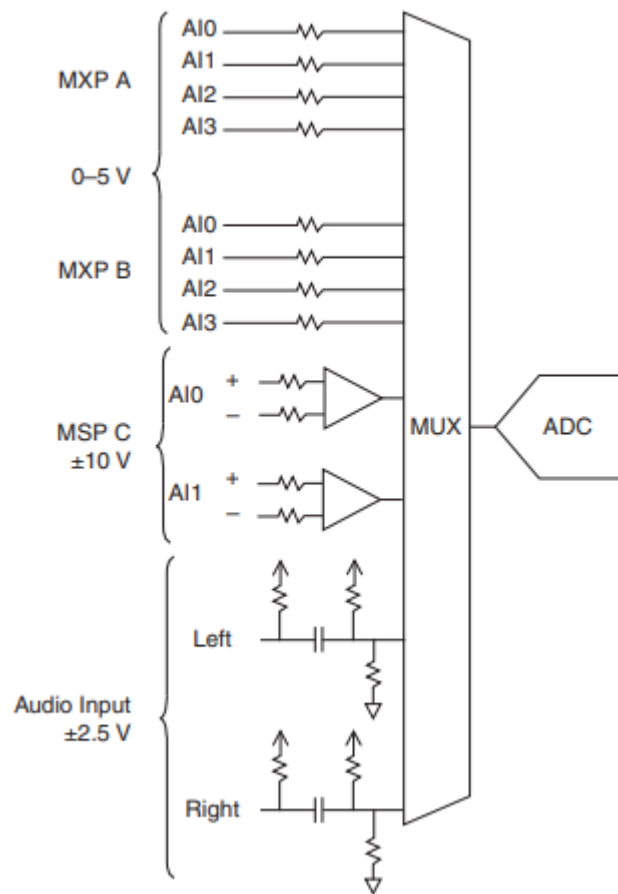 MXP A
0–5 V
MXP B
AI0
AI1
AI2
AI3
AI0
AI1
AI2
AI3
MSP C
±10 V
AI0
+
–
AI1
+
–
Audio Input
±2.5 V
Left
Right
MUX
ADC